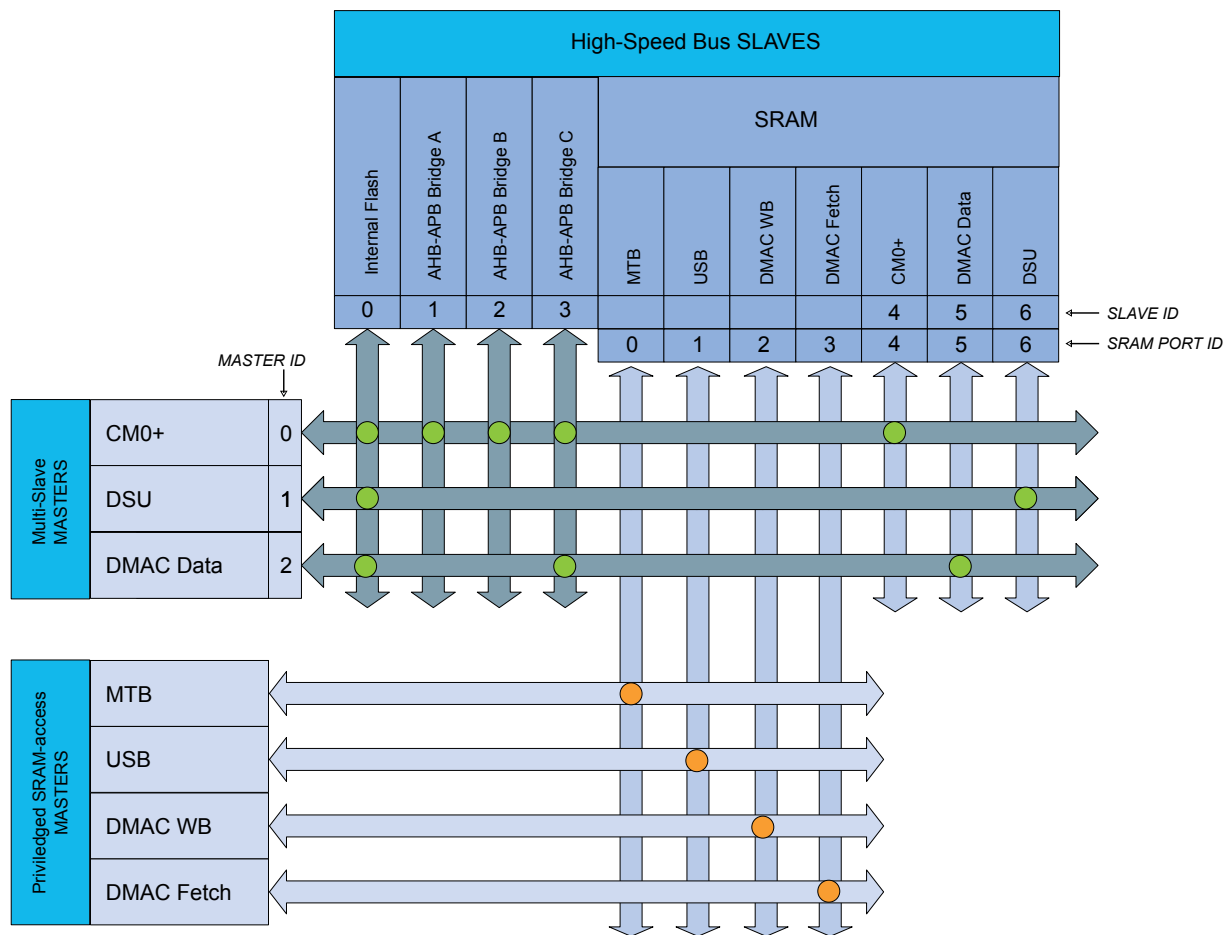 High-Speed Bus SLAVES
SRAM
Internal Flash
AHB-APB Bridge A
AHB-APB Bridge B
AHB-APB Bridge C
MTB
USB
DMAC WB
DMAC Fetch
CM0+
DMAC Data
DSU
0 1 2 3 4 5 6 SLAVE ID
0 1 2 3 4 5 6 SRAM PORT ID
MASTER ID
Multi-Slave
MASTERS
CM0+ 0
DSU 1
DMAC Data 2
Priviledged SRAM-access
MASTERS
MTB
USB
DMAC WB
DMAC Fetch